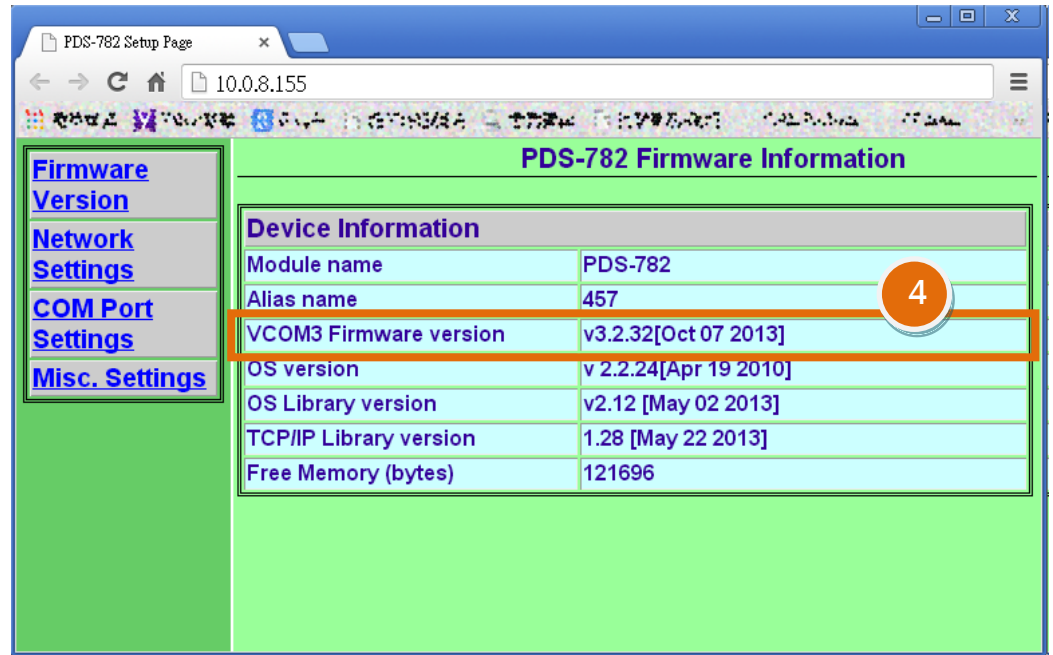 PDS-782 Setup Page
10.0.8.155
Firmware
Version
Network
Settings
COM Port
Settings
Misc. Settings
PDS-782 Firmware Information
Device Information
Module name PDS-782
Alias name 457
4
VCOM3 Firmware version v3.2.32[Oct 07 2013]
OS version v 2.2.24[Apr 19 2010]
OS Library version v2.12 [May 02 2013]
TCP/IP Library version 1.28 [May 22 2013]
Free Memory (bytes) 121696